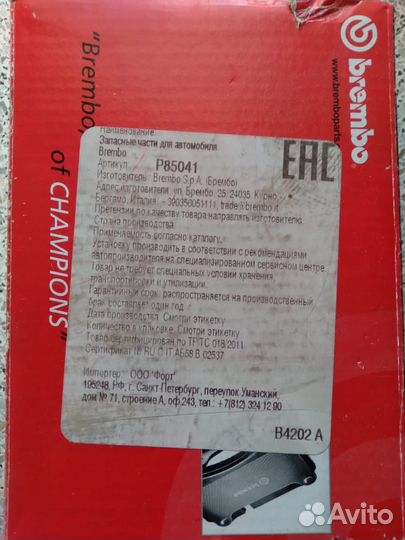 "Brembo,
of CHAMPIONS"
brembo
www.bremboparts.
Наименование:
Запасные части для автомобиля
Brembo
Артикул: P85041
EAC
Изготовитель: Brembo S.p.A. (Брембо)
Адрес изготовителя: ул. Брембо, 25, 24035, Курно,
Бергамо, Италия, +390356051111, trade@brembo.it
Претензии по качеству товара направлять изготовителю
Страна производства:
Применяемость согласно каталогу.
Установку производить в соответствии с рекомендациями
автопроизводителя на специализированном сервисном центре
Товар не требует специальных условий хранения,
транспортировки и утилизации.
Гарантийный срок, распространяется на производственный
брак составляет один год
Дата производства: Смотри этикетку
Количество в упаковке: Смотри этикетку
Товар сертифицирован по ТРТС 018/2011
Сертификат № RU C-IT.АБ58.В.02537
Импортер: ООО "Форт"
195248, РФ, г. Санкт-Петербург, переулок Уманский,
дом № 71, строение А, оф.243, тел.: +7(812) 324 12 90
B4202 A
Avito